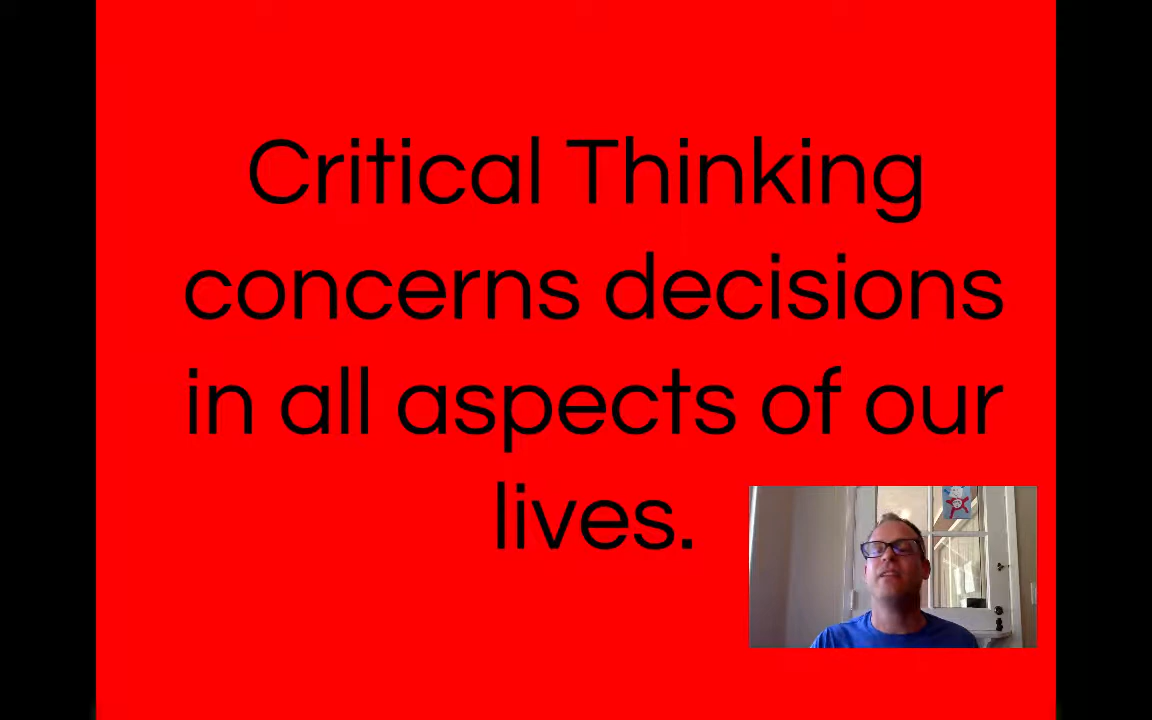 Critical Thinking
concerns decisions
in all aspects of our
lives.